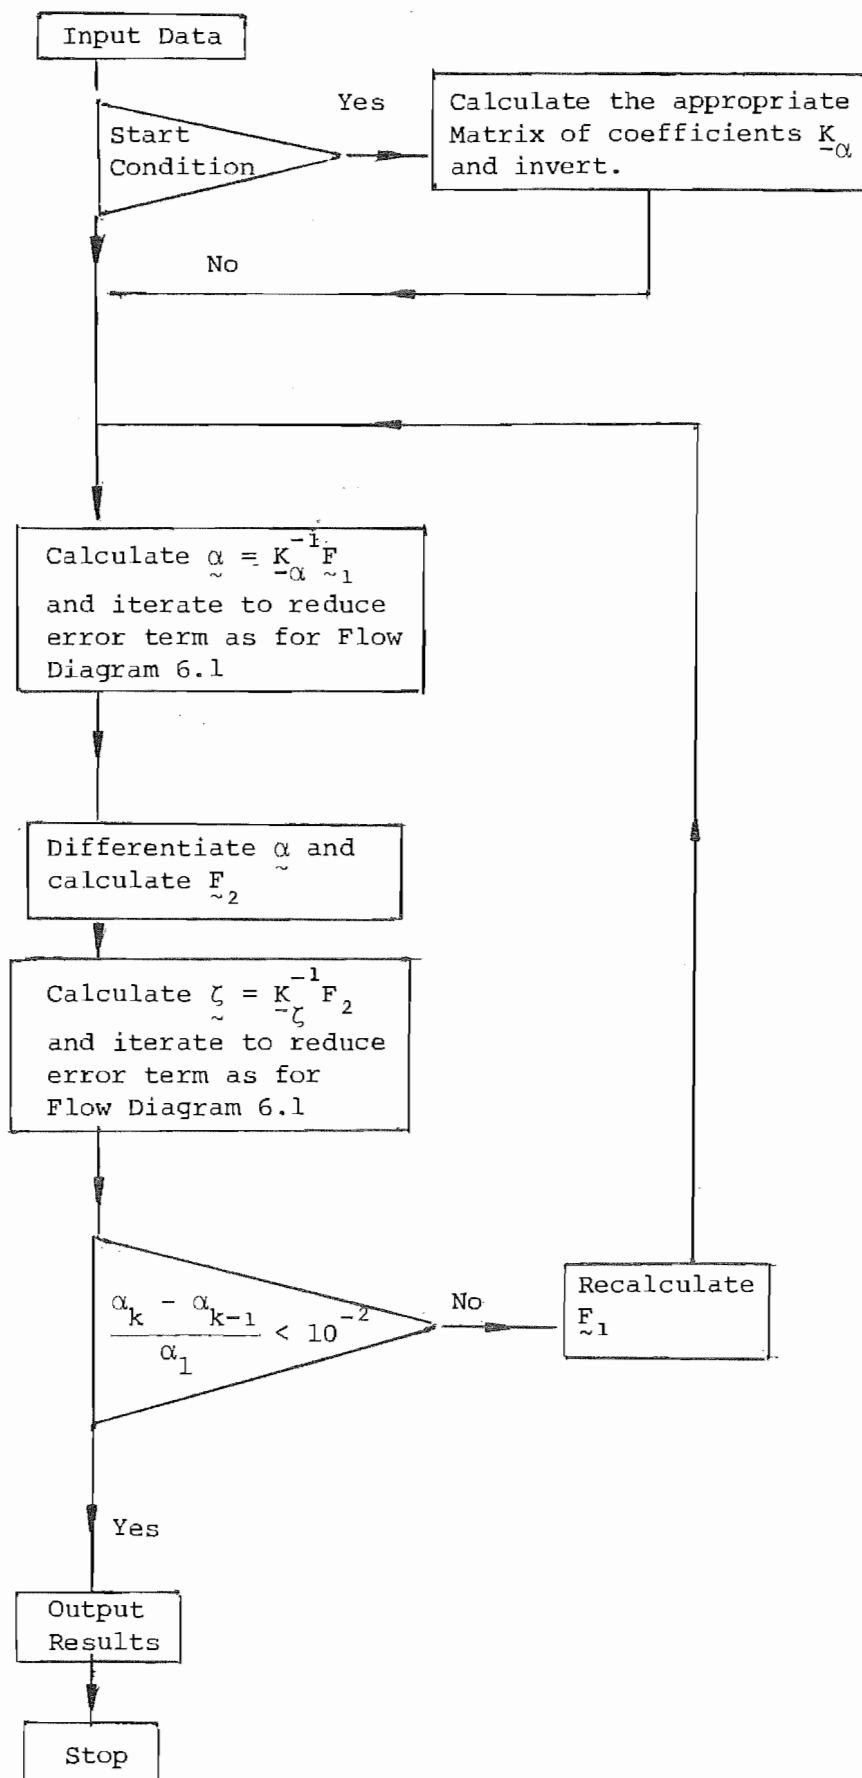 Input Data
Start
Condition
Yes
Calculate the appropriate
Matrix of coefficients K_α
and invert.
No
Calculate α = K_α^-1 F_1
and iterate to reduce
error term as for Flow
Diagram 6.1
Differentiate α and
calculate F_2
Calculate ζ = K_ζ^-1 F_2
and iterate to reduce
error term as for
Flow Diagram 6.1
α_k - α_k-1 / α_1 < 10^-2
No
Recalculate
F_1
Yes
Output
Results
Stop